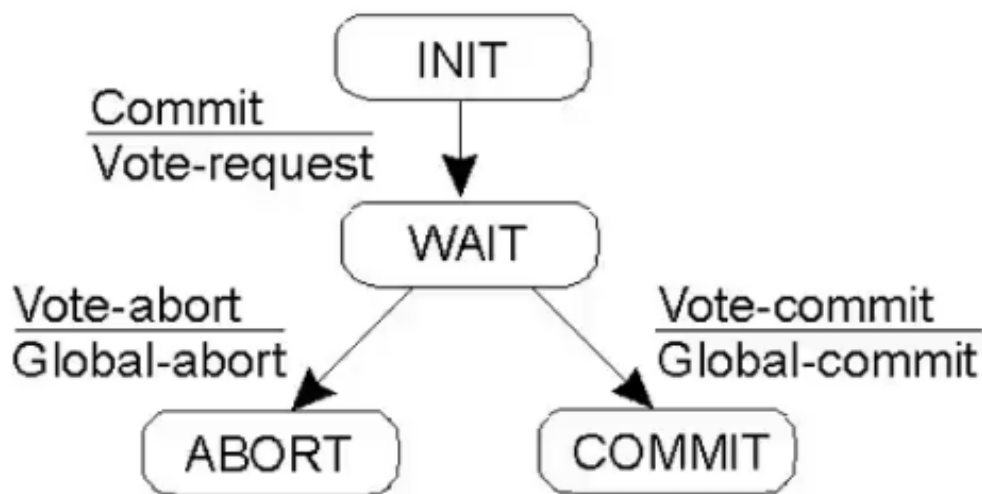 INIT
Commit
Vote-request
WAIT
Vote-abort
Global-abort
Vote-commit
Global-commit
ABORT
COMMIT